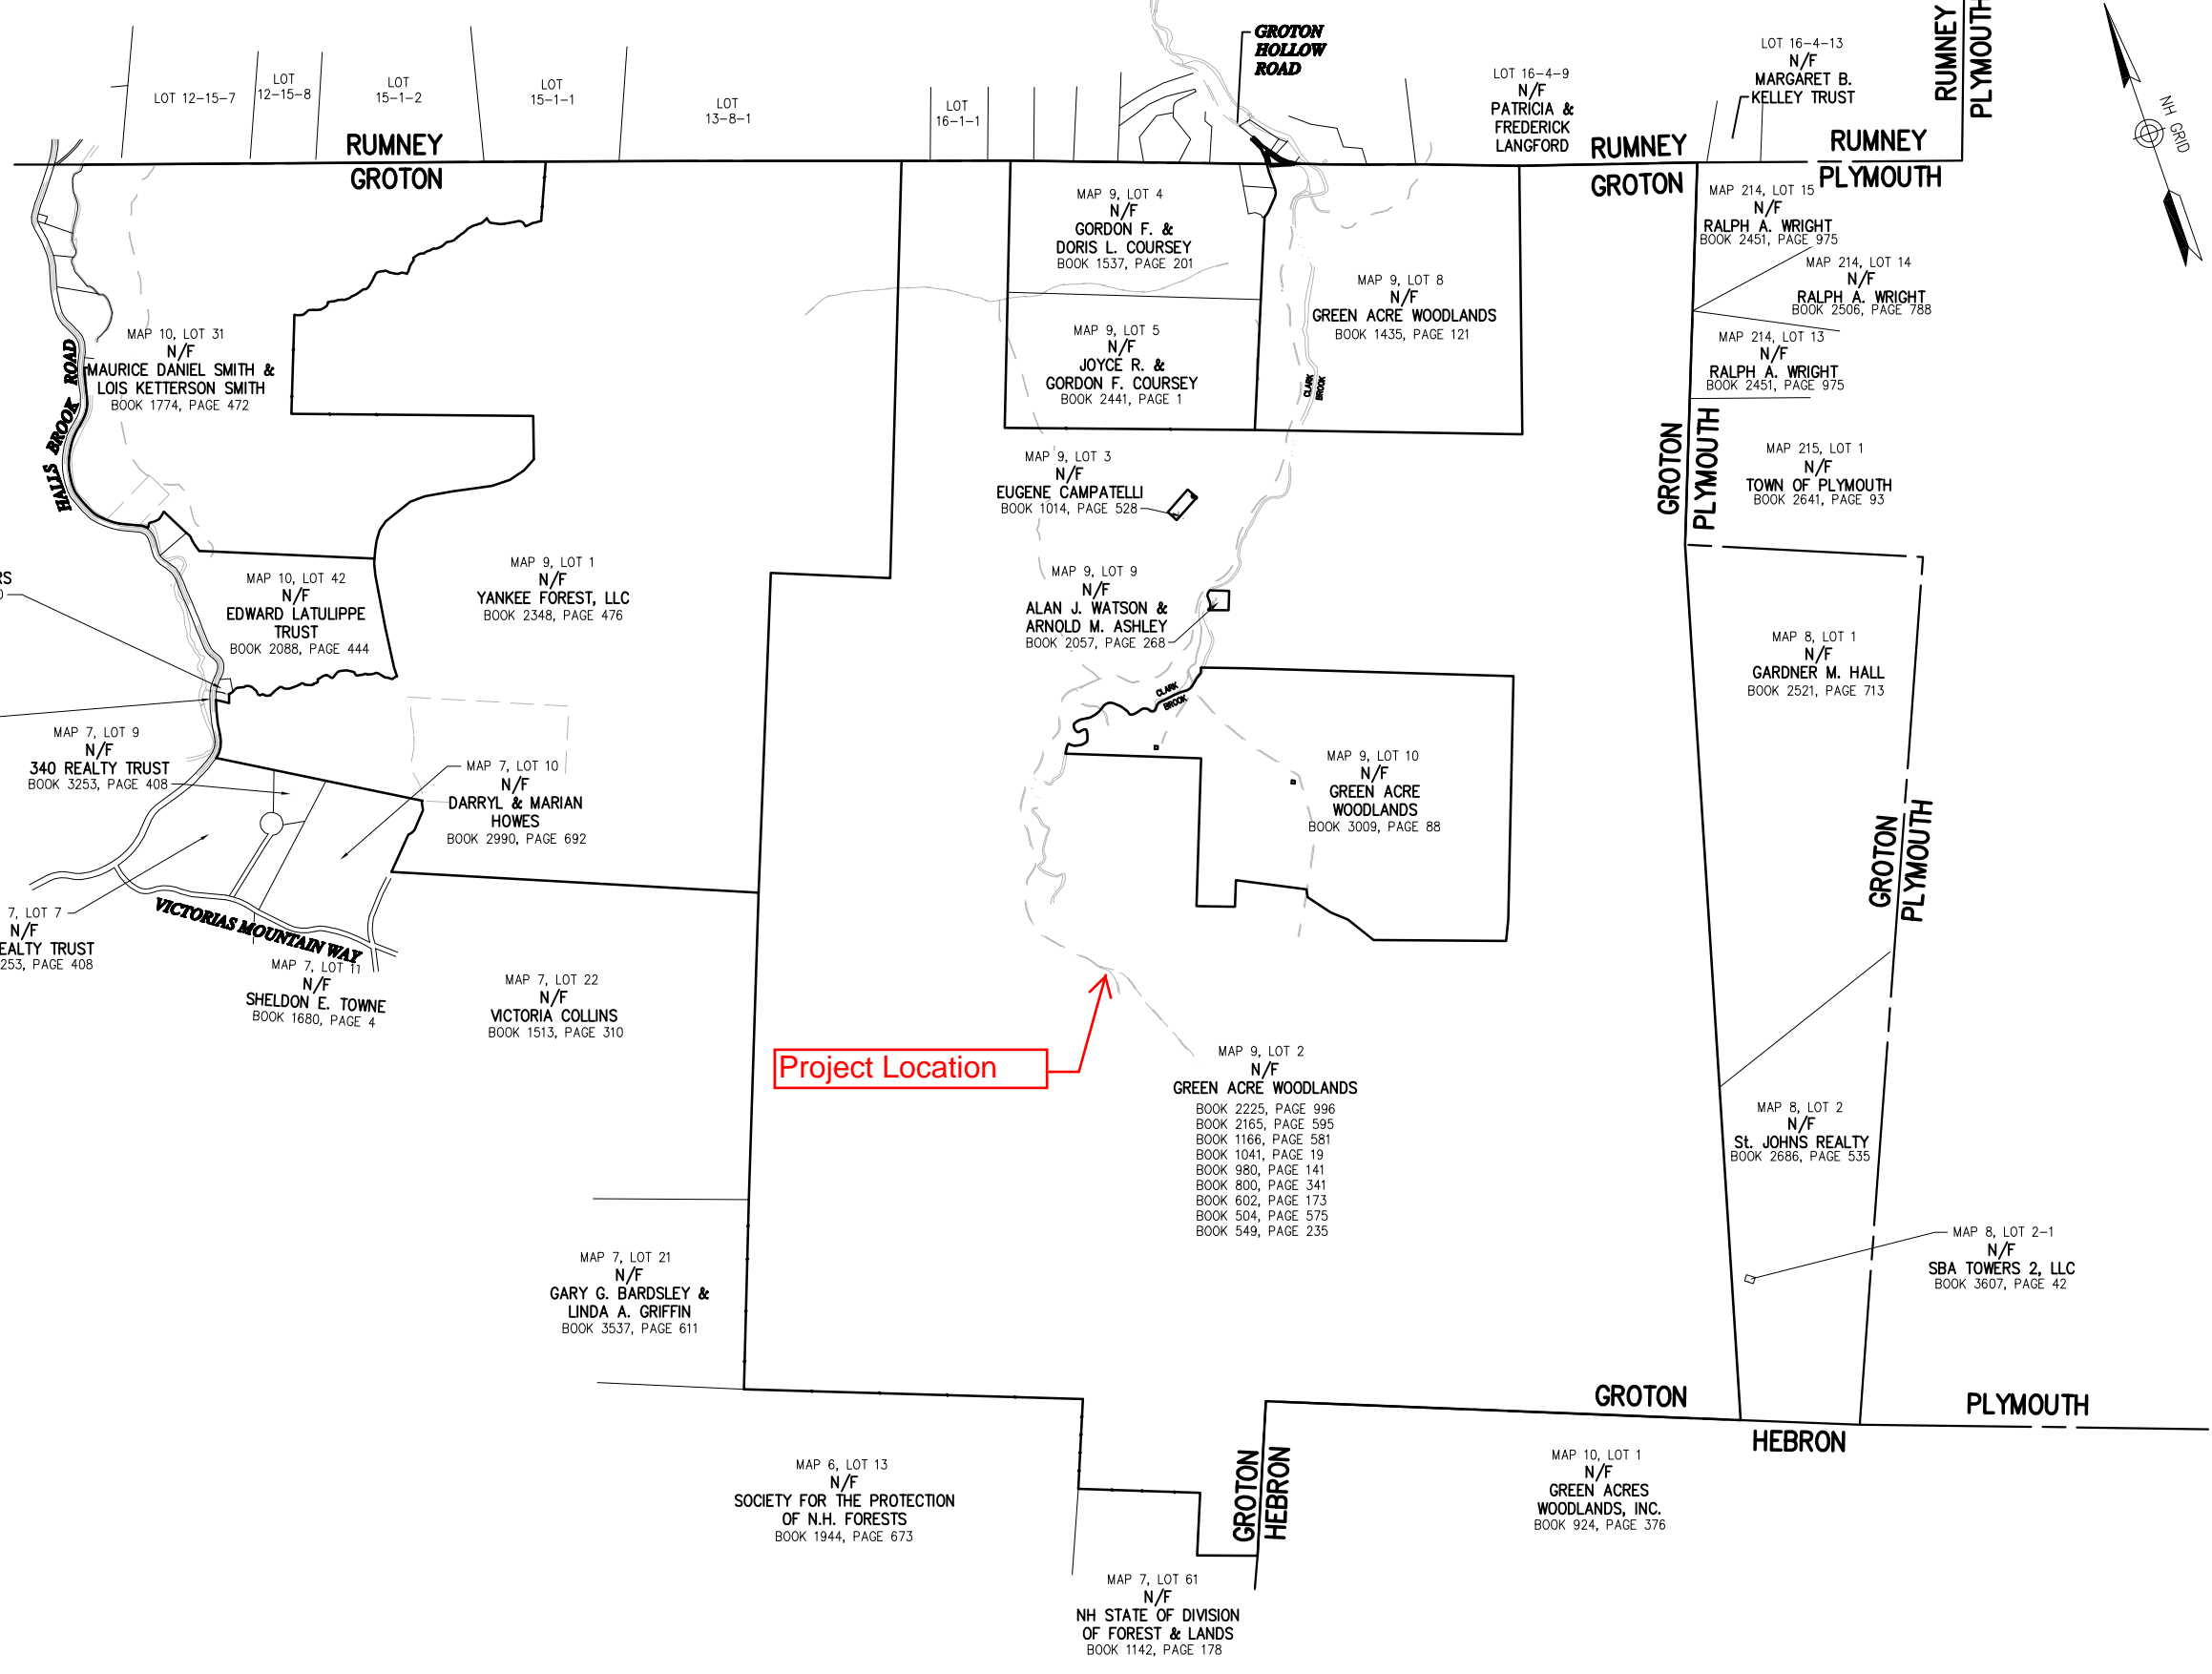 GROTON
HOLLOW
ROAD
RUMNEY
PLYMOUTH
NH GRID
LOT 12-15-7
LOT
12-15-8
LOT
15-1-2
LOT
15-1-1
LOT
13-8-1
LOT
16-1-1
LOT 16-4-9
N/F
PATRICIA &
FREDERICK
LANGFORD
LOT 16-4-13
N/F
MARGARET B.
KELLEY TRUST
RUMNEY
GROTON
RUMNEY
GROTON
RUMNEY
PLYMOUTH
MAP 9, LOT 4
N/F
GORDON F. &
DORIS L. COURSEY
BOOK 1537, PAGE 201
MAP 9, LOT 5
N/F
JOYCE R. &
GORDON F. COURSEY
BOOK 2441, PAGE 1
MAP 9, LOT 8
N/F
GREEN ACRE WOODLANDS
BOOK 1435, PAGE 121
CLARK
BROOK
MAP 214, LOT 15
N/F
RALPH A. WRIGHT
BOOK 2451, PAGE 975
MAP 214, LOT 14
N/F
RALPH A. WRIGHT
BOOK 2506, PAGE 788
MAP 214, LOT 13
N/F
RALPH A. WRIGHT
BOOK 2451, PAGE 975
GROTON
PLYMOUTH
MAP 215, LOT 1
N/F
TOWN OF PLYMOUTH
BOOK 2641, PAGE 93
MAP 10, LOT 31
N/F
MAURICE DANIEL SMITH &
LOIS KETTERSON SMITH
BOOK 1774, PAGE 472
HALLS BROOK ROAD
MAP 9, LOT 3
N/F
EUGENE CAMPATELLI
BOOK 1014, PAGE 528
MAP 9, LOT 1
N/F
YANKEE FOREST, LLC
BOOK 2348, PAGE 476
MAP 10, LOT 42
N/F
EDWARD LATULIPPE
TRUST
BOOK 2088, PAGE 444
RS
MAP 9, LOT 9
N/F
ALAN J. WATSON &
ARNOLD M. ASHLEY
BOOK 2057, PAGE 268
CLARK
BROOK
MAP 8, LOT 1
N/F
GARDNER M. HALL
BOOK 2521, PAGE 713
MAP 7, LOT 9
N/F
340 REALTY TRUST
BOOK 3253, PAGE 408
MAP 7, LOT 10
N/F
DARRYL & MARIAN
HOWES
BOOK 2990, PAGE 692
MAP 9, LOT 10
N/F
GREEN ACRE
WOODLANDS
BOOK 3009, PAGE 88
GROTON
PLYMOUTH
7, LOT 7
N/F
EALTY TRUST
253, PAGE 408
VICTORIAS MOUNTAIN WAY
MAP 7, LOT 11
N/F
SHELDON E. TOWNE
BOOK 1680, PAGE 4
MAP 7, LOT 22
N/F
VICTORIA COLLINS
BOOK 1513, PAGE 310
Project Location
MAP 9, LOT 2
N/F
GREEN ACRE WOODLANDS
BOOK 2225, PAGE 996
BOOK 2165, PAGE 595
BOOK 1166, PAGE 581
BOOK 1041, PAGE 19
BOOK 980, PAGE 141
BOOK 800, PAGE 341
BOOK 602, PAGE 173
BOOK 504, PAGE 575
BOOK 549, PAGE 235
MAP 8, LOT 2
N/F
St. JOHNS REALTY
BOOK 2686, PAGE 535
MAP 8, LOT 2-1
N/F
SBA TOWERS 2, LLC
BOOK 3607, PAGE 42
MAP 7, LOT 21
N/F
GARY G. BARDSLEY &
LINDA A. GRIFFIN
BOOK 3537, PAGE 611
GROTON
PLYMOUTH
HEBRON
GROTON
HEBRON
MAP 6, LOT 13
N/F
SOCIETY FOR THE PROTECTION
OF N.H. FORESTS
BOOK 1944, PAGE 673
MAP 10, LOT 1
N/F
GREEN ACRES
WOODLANDS, INC.
BOOK 924, PAGE 376
MAP 7, LOT 61
N/F
NH STATE OF DIVISION
OF FOREST & LANDS
BOOK 1142, PAGE 178